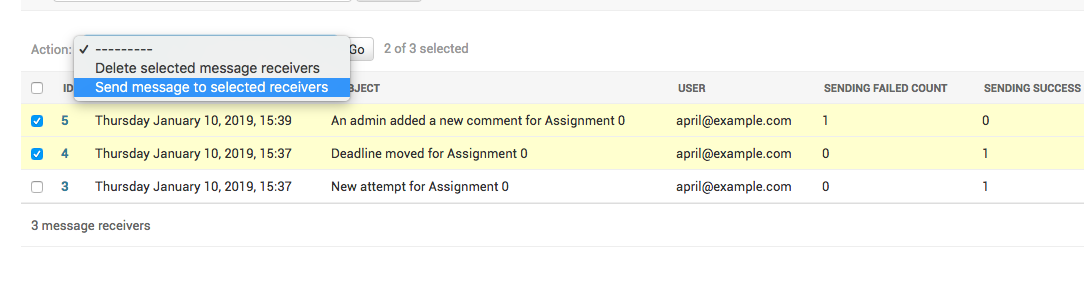 Action: ✓ ---------
Delete selected message receivers
Send message to selected receivers
Go 2 of 3 selected
ID USER SENDING FAILED COUNT SENDING SUCCESS
5 Thursday January 10, 2019, 15:39 An admin added a new comment for Assignment 0 april@example.com 1 0
4 Thursday January 10, 2019, 15:37 Deadline moved for Assignment 0 april@example.com 0 1
3 Thursday January 10, 2019, 15:37 New attempt for Assignment 0 april@example.com 0 1
3 message receivers